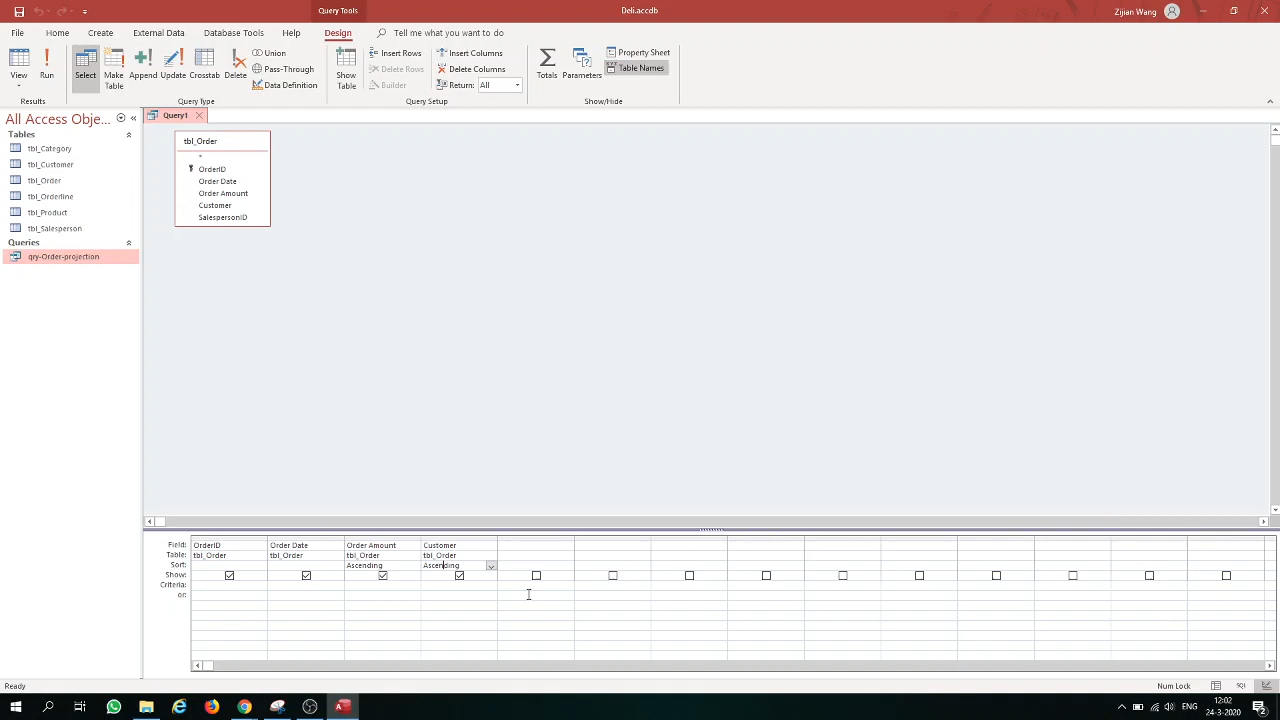 Query Tools
Deli.accdb
Zijian Wang
File Home Create External Data Database Tools Help Design Tell me what you want to do
View
Run
Results
Select
Make Table
Append
Update
Crosstab
Delete
Union
Pass-Through
Data Definition
Query Type
Show Table
Insert Rows
Delete Rows
Builder
Insert Columns
Delete Columns
Return: All
Query Setup
Totals
Parameters
Property Sheet
Table Names
Show/Hide
All Access Obje...
Tables
tbl_Category
tbl_Customer
tbl_Order
tbl_Orderline
tbl_Product
tbl_Salesperson
Queries
qry-Order-projection
Query1
tbl_Order
*
OrderID
Order Date
Order Amount
Customer
SalespersonID
Field: OrderID Order Date Order Amount Customer
Table: tbl_Order tbl_Order tbl_Order tbl_Order
Sort: Ascending Ascending
Show:
Criteria:
or:
Ready
Num Lock
SQL
ENG
12:02
24-3-2020
2